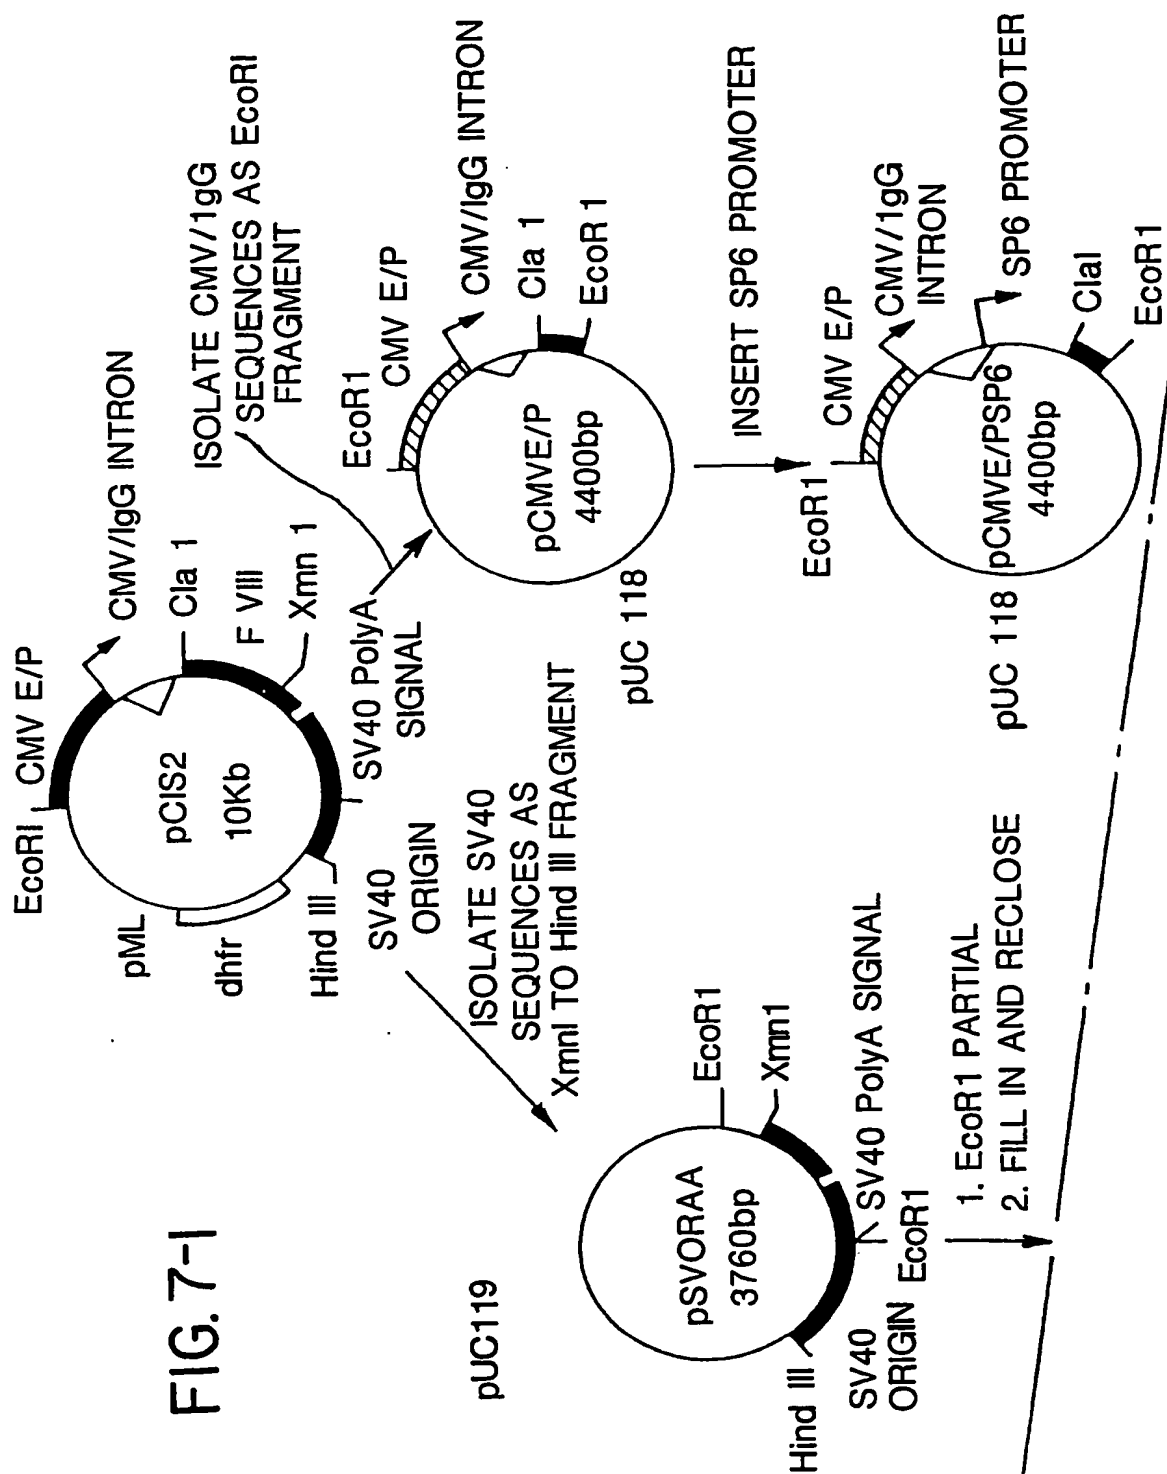 FIG. 7-1
EcoRI
CMV E/P
CMV/IgG INTRON
Cla 1
F VIII
Xmn 1
SV40 PolyA
SIGNAL
SV40
ORIGIN
Hind III
dhfr
pML
pCIS2
10Kb
ISOLATE CMV/1gG
SEQUENCES AS EcoRI
FRAGMENT
ISOLATE SV40
SEQUENCES AS
XmnI TO Hind III FRAGMENT
pUC119
pSVORAA
3760bp
EcoR1
Xmn1
SV40 PolyA SIGNAL
EcoR1
SV40
ORIGIN
Hind III
1. EcoR1 PARTIAL
2. FILL IN AND RECLOSE
EcoR1
CMV E/P
CMV/IgG INTRON
Cla 1
EcoR 1
pCMVE/P
4400bp
pUC 118
INSERT SP6 PROMOTER
EcoR1
CMV E/P
CMV/1gG
INTRON
SP6 PROMOTER
ClaI
EcoR1
pCMVE/PSP6
4400bp
pUC 118